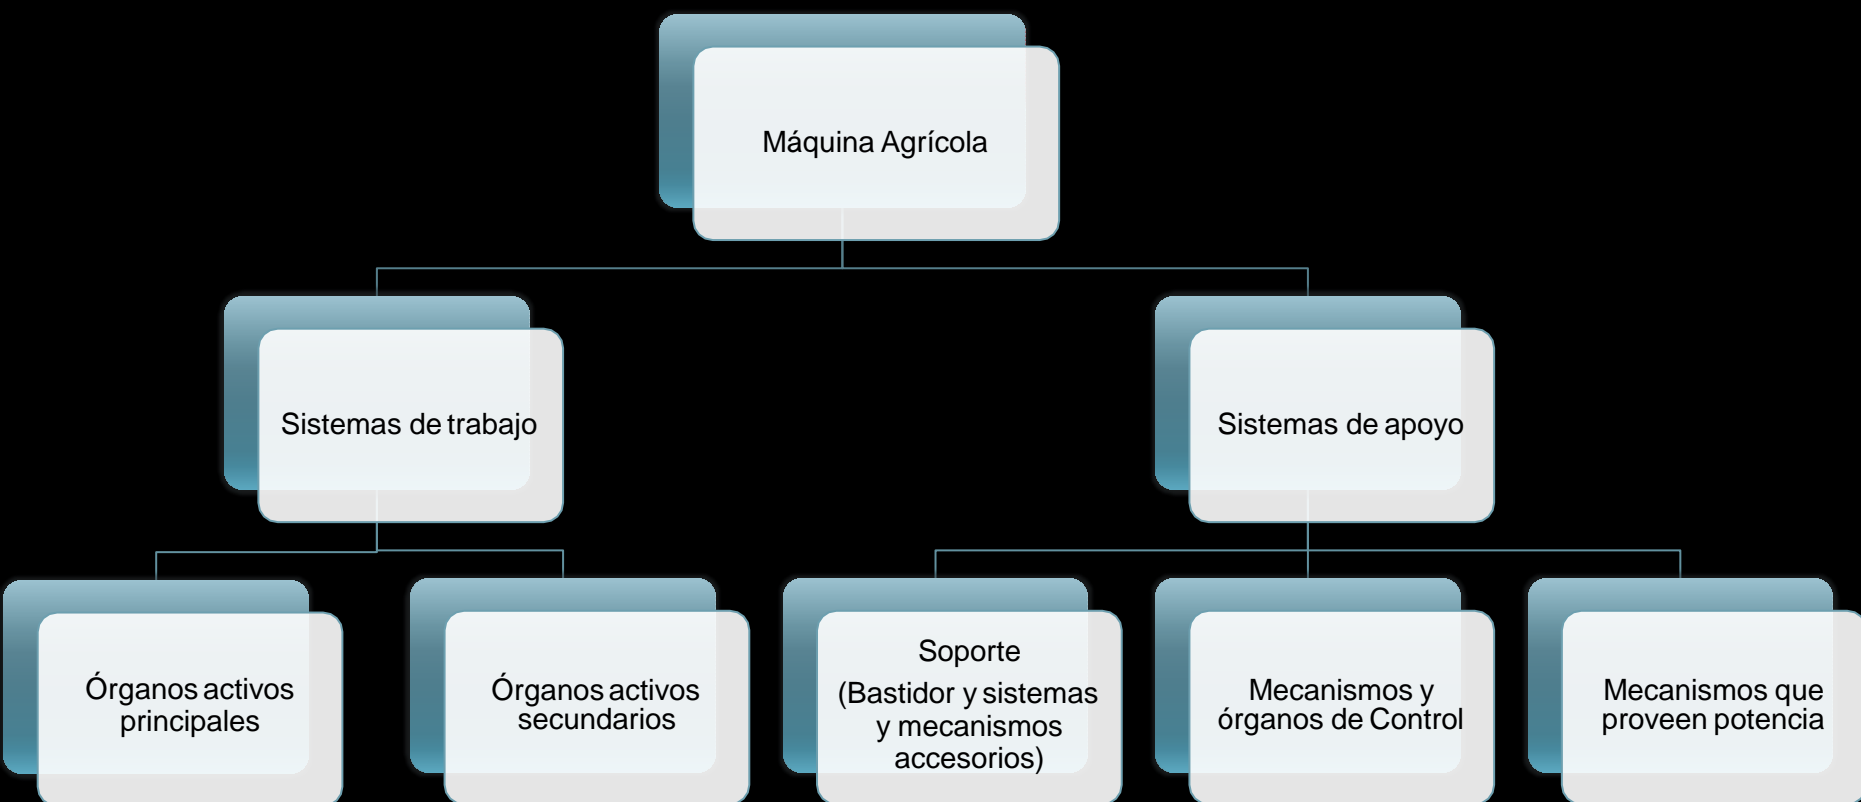 Máquina Agrícola
Sistemas de trabajo
Sistemas de apoyo
Órganos activos
principales
Órganos activos
secundarios
Soporte
(Bastidor y sistemas
y mecanismos
accesorios)
Mecanismos y
órganos de Control
Mecanismos que
proveen potencia